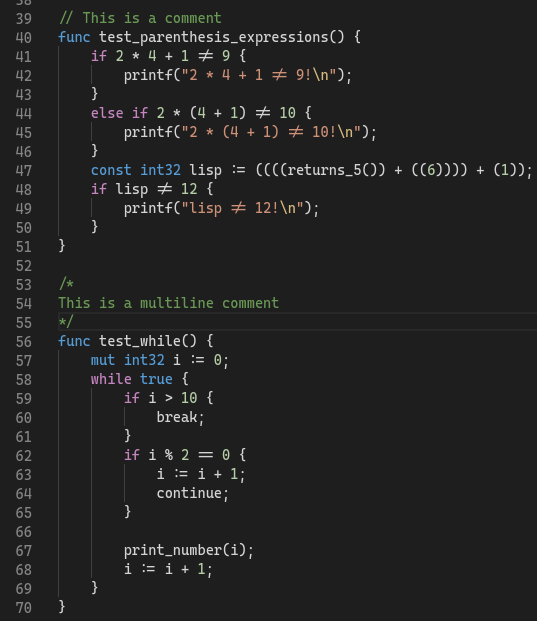 38
39 // This is a comment
40 func test_parenthesis_expressions() {
41     if 2 * 4 + 1 != 9 {
42         printf("2 * 4 + 1 != 9!\n");
43     }
44     else if 2 * (4 + 1) != 10 {
45         printf("2 * (4 + 1) != 10!\n");
46     }
47     const int32 lisp := ((((returns_5()) + ((6)))) + (1));
48     if lisp != 12 {
49         printf("lisp != 12!\n");
50     }
51 }
52
53 /*
54 This is a multiline comment
55 */
56 func test_while() {
57     mut int32 i := 0;
58     while true {
59         if i > 10 {
60             break;
61         }
62         if i % 2 == 0 {
63             i := i + 1;
64             continue;
65         }
66
67         print_number(i);
68         i := i + 1;
69     }
70 }